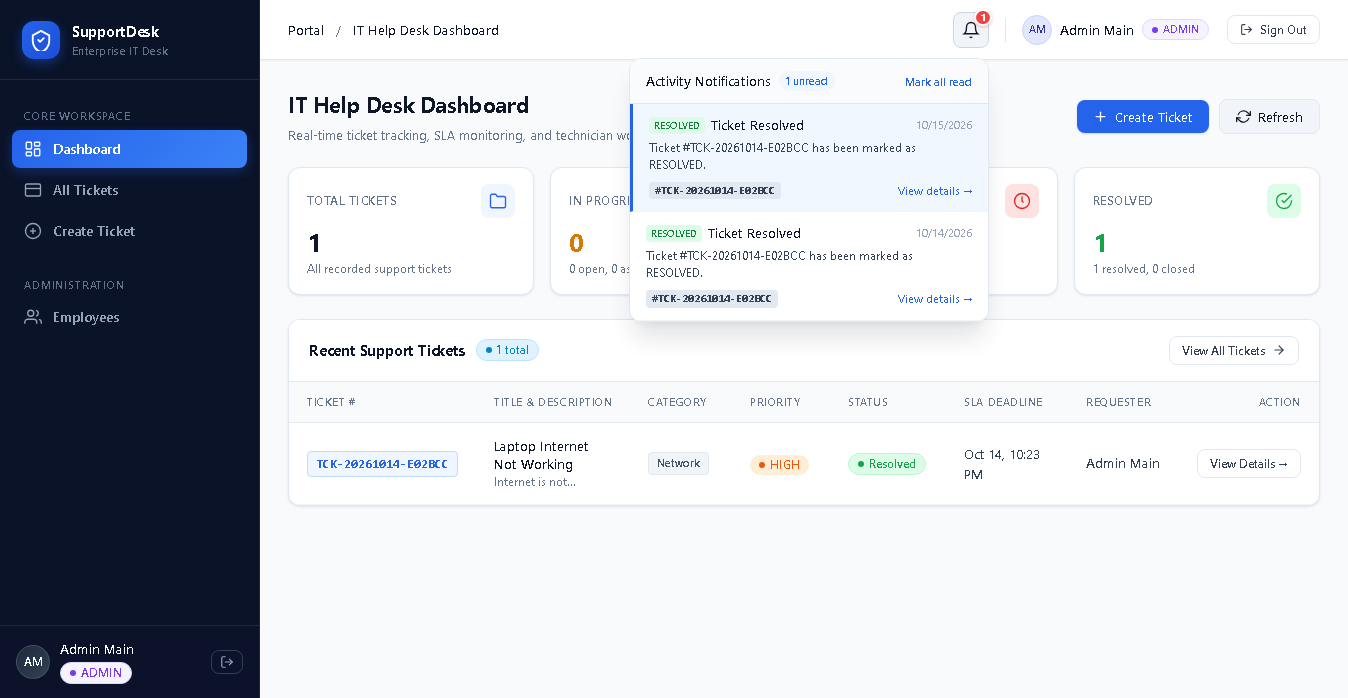 SupportDesk
Enterprise IT Desk
CORE WORKSPACE
Dashboard
All Tickets
Create Ticket
ADMINISTRATION
Employees
AM
Admin Main
ADMIN
Portal / IT Help Desk Dashboard
1
AM Admin Main ADMIN
Sign Out
IT Help Desk Dashboard
Real-time ticket tracking, SLA monitoring, and technician
Create Ticket
Refresh
Activity Notifications 1 unread Mark all read
RESOLVED Ticket Resolved 10/15/2026
Ticket #TCK-20261014-E02BCC has been marked as
RESOLVED.
#TCK-20261014-E02BCC View details →
RESOLVED Ticket Resolved 10/14/2026
Ticket #TCK-20261014-E02BCC has been marked as
RESOLVED.
#TCK-20261014-E02BCC View details →
TOTAL TICKETS
1
All recorded support tickets
IN
0
0 open, 0
RESOLVED
1
1 resolved, 0 closed
Recent Support Tickets 1 total
View All Tickets →
TICKET # TITLE & DESCRIPTION CATEGORY PRIORITY STATUS SLA DEADLINE REQUESTER ACTION
TCK-20261014-E02BCC
Laptop Internet
Not Working
Internet is not...
Network
HIGH
Resolved
Oct 14, 10:23
PM
Admin Main
View Details →